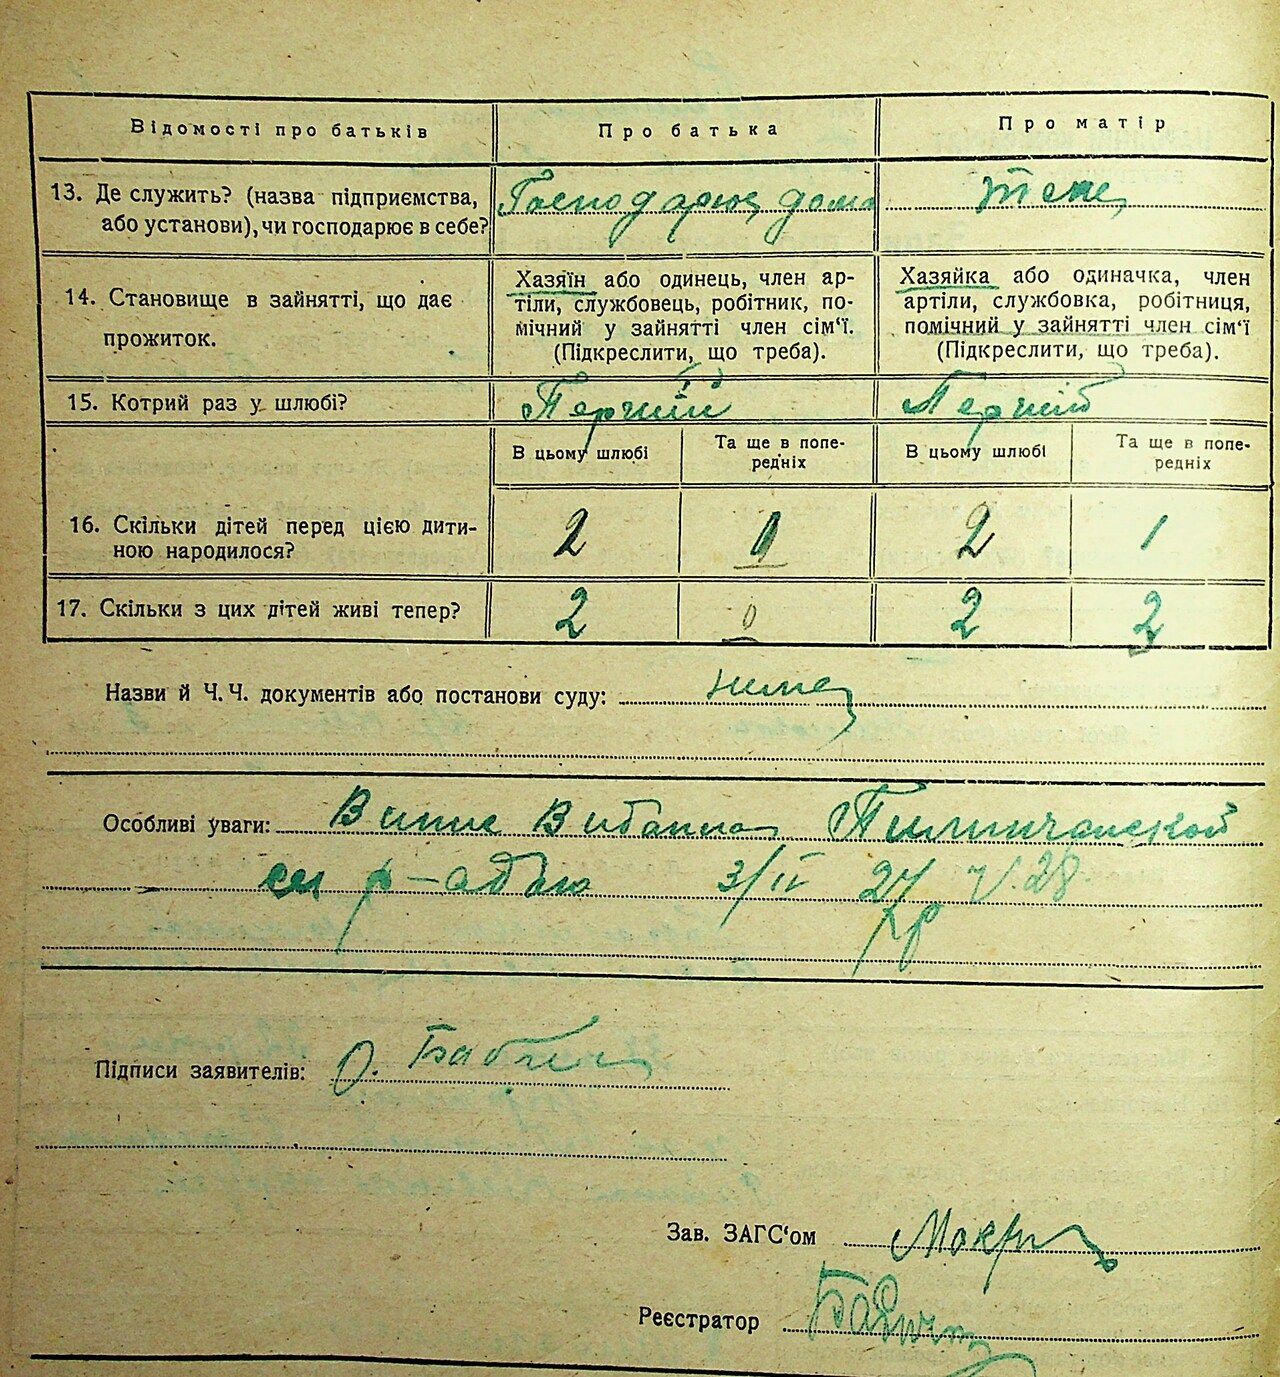 Відомості про батьків Про батька Про матір
13. Де служить? (назва підприємства, або установи), чи господарює в себе? Господарює дома теж
14. Становище в зайнятті, що дає прожиток.
Хазяїн або одинець, член ар-
тіли, службовець, робітник, по-
мічний у зайнятті член сім‘ї.
(Підкреслити, що треба).
Хазяйка або одиначка, член
артіли, службовка, робітниця,
помічний у зайнятті член сім‘ї
(Підкреслити, що треба).
15. Котрий раз у шлюбі? Перший Перший
В цьому шлюбі Та ще в попе-
редніх В цьому шлюбі Та ще в попе-
редніх
16. Скільки дітей перед цією дити-
ною народилося? 2 0 2 1
17. Скільки з цих дітей живі тепер? 2 0 2
Назви й Ч.Ч. документів або постанови суду: нема
Особливі уваги:
3/IV 24
Підписи заявителів: О.
Зав. ЗАГС‘ом
Реєстратор